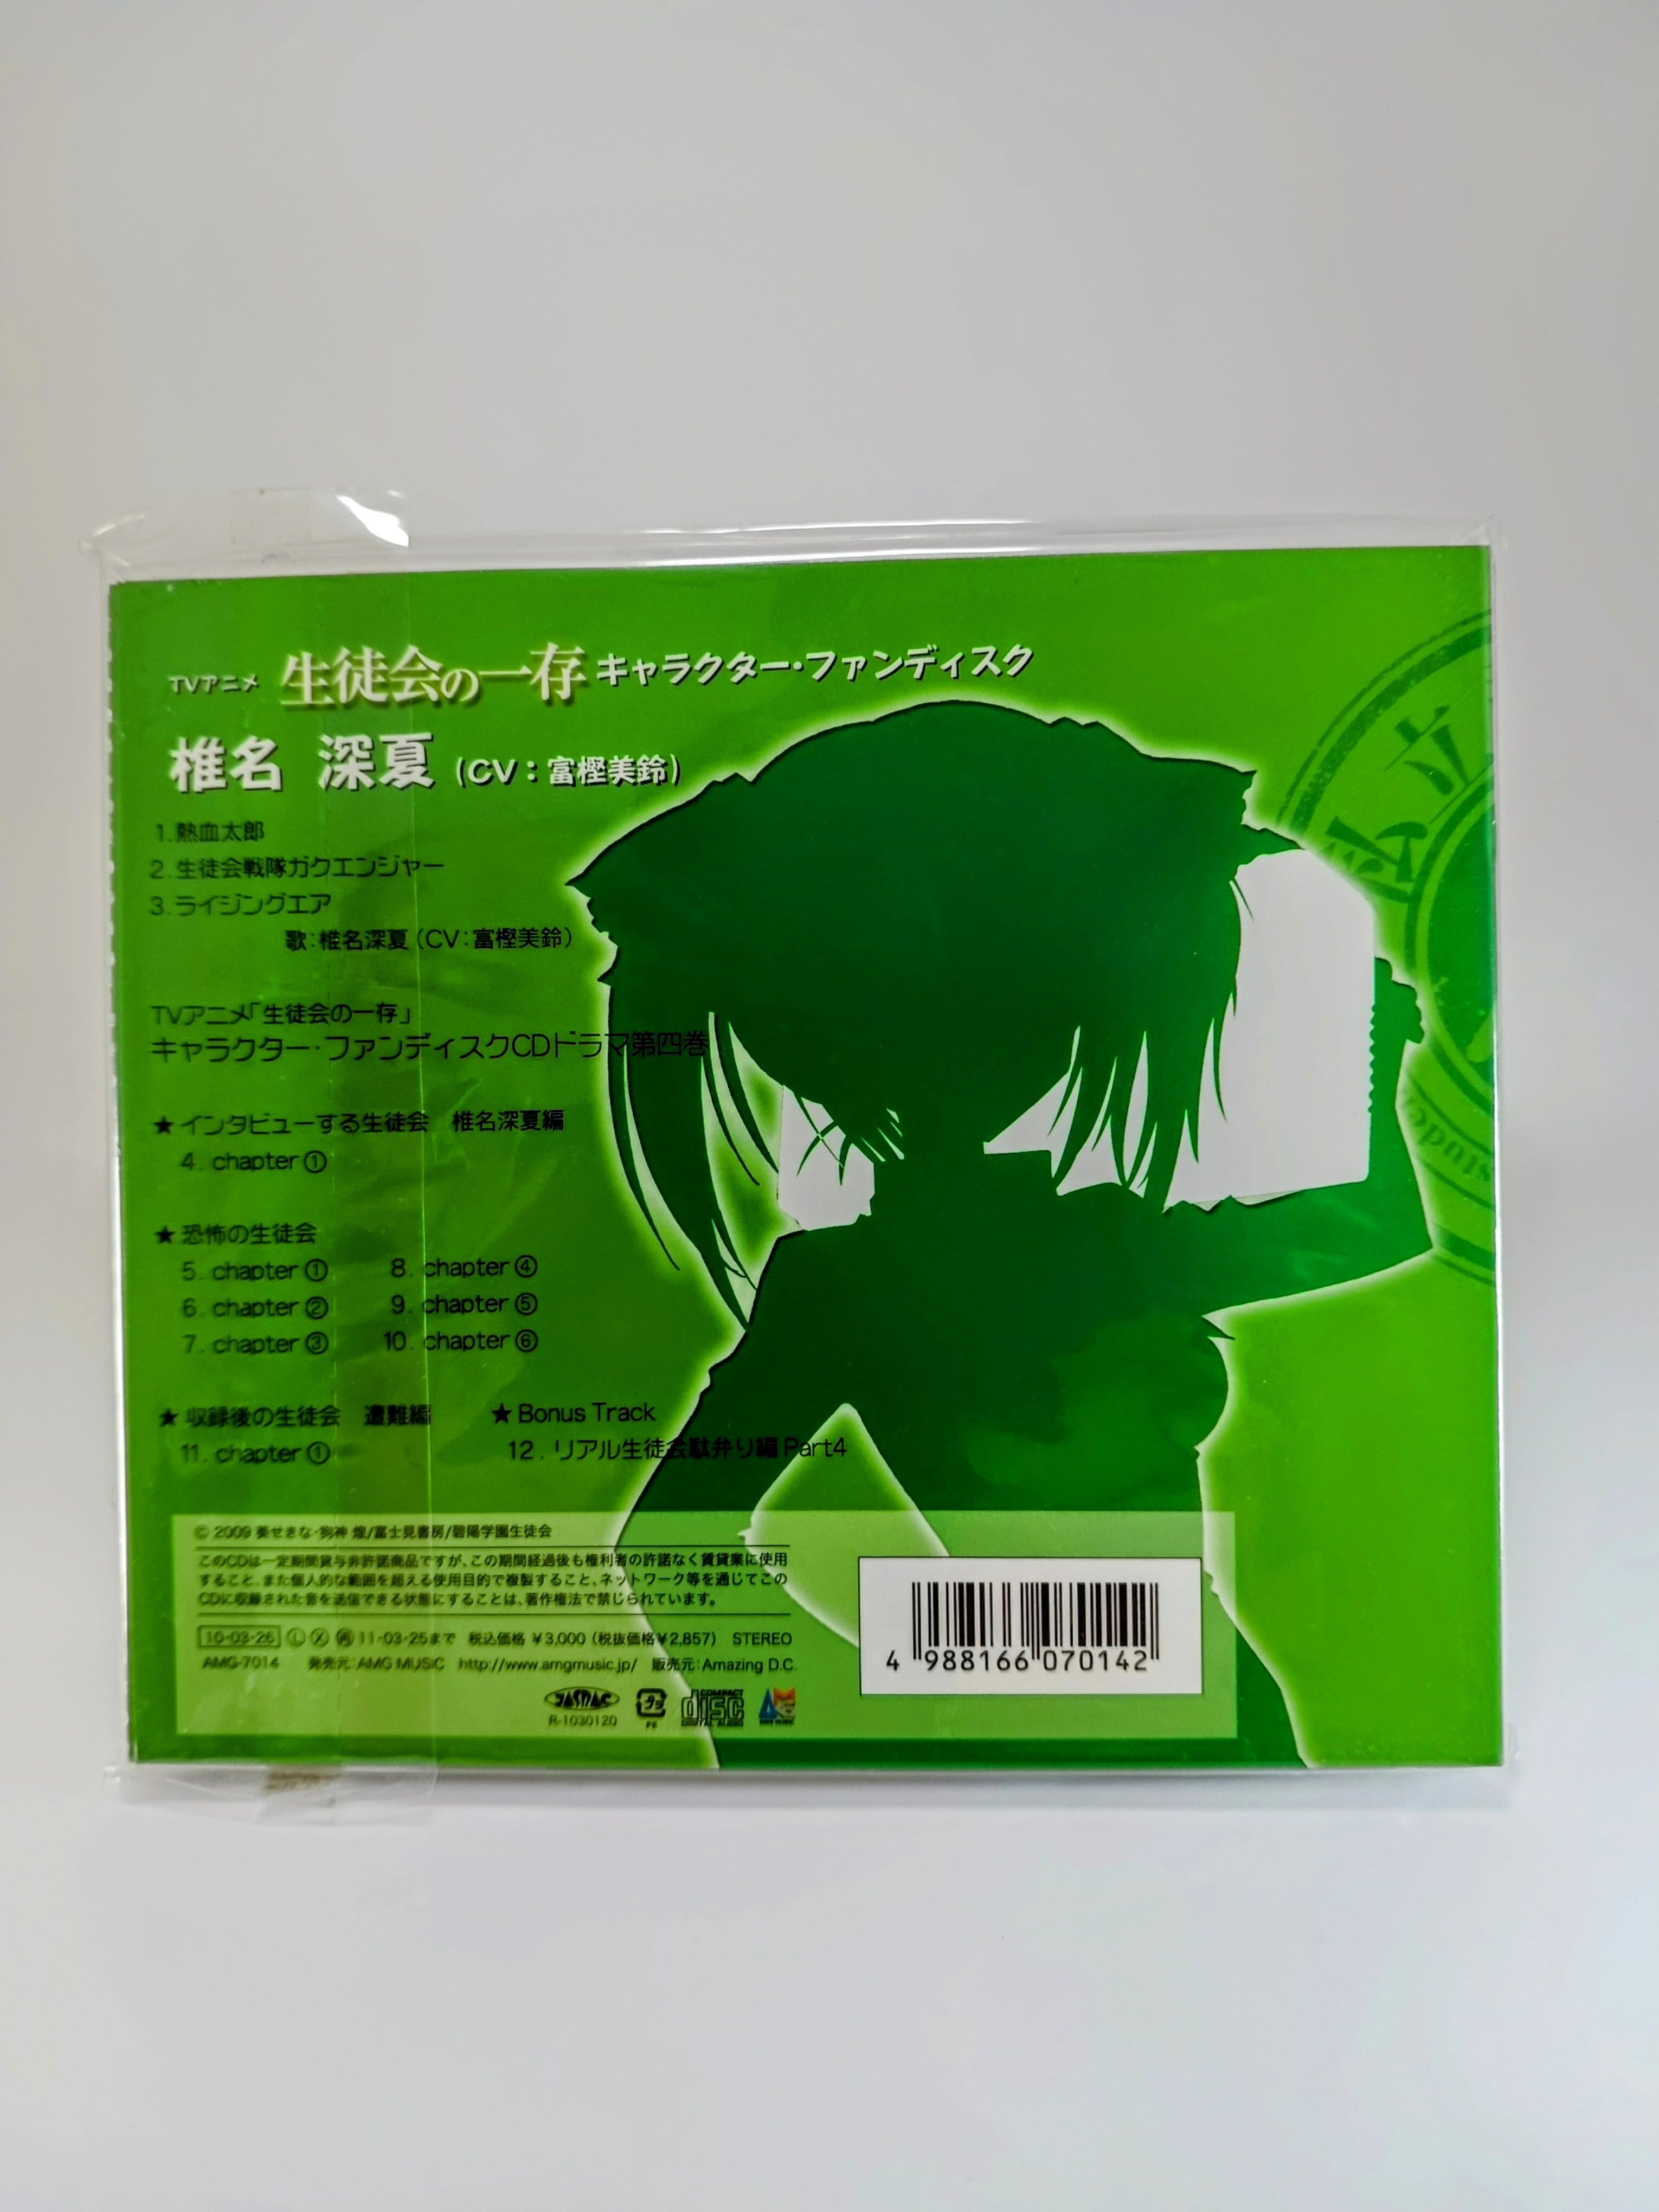 TVアニメ 生徒会の一存 キャラクター・ファンディスク
椎名 深夏 (CV：富樫美鈴)
1.熱血太郎
2.生徒会戦隊ガクエンジャー
3.ライジングエア
歌：椎名深夏（CV：富樫美鈴）
TVアニメ「生徒会の一存」
キャラクター・ファンディスクCDドラマ第四巻
★インタビューする生徒会　椎名深夏編
4. chapter①
★恐怖の生徒会
5. chapter① 8. chapter④
6. chapter② 9. chapter⑤
7. chapter③ 10. chapter⑥
★収録後の生徒会　遭難編 ★Bonus Track
11. chapter① 12. リアル生徒会駄弁り編 Part4
© 2009 葵せきな・狗神 煌/富士見書房/碧陽学園生徒会
このCDは一定期間貸与非許諾商品ですが、この期間経過後も権利者の許諾なく賃貸業に使用
すること、また個人的な範囲を超える使用目的で複製すること、ネットワーク等を通じてこの
CDに収録された音を送信できる状態にすることは、著作権法で禁じられています。
10-03-26 Ⓛ Ⓧ ㊕ 11-03-25まで 税込価格 ¥3,000（税抜価格¥2,857） STEREO
AMG-7014 発売元：AMG MUSIC http://www.amgmusic.jp/ 販売元：Amazing D.C.
JASRAC
R-1030120
プラ
PE
COMPACT
disc
DIGITAL AUDIO
4 988166 070142
立